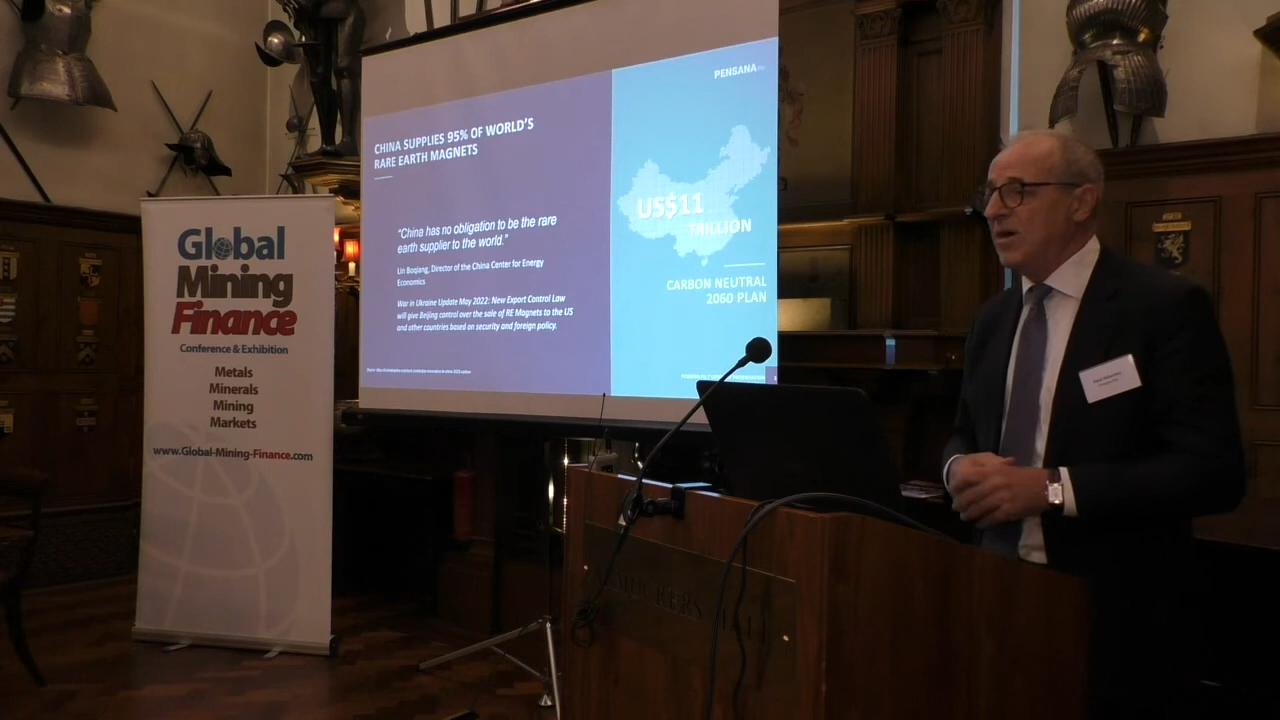 Global
Mining
Finance
Conference & Exhibition
Metals
Minerals
Mining
Markets
www.Global-Mining-Finance.com
PENSANA
CHINA SUPPLIES 95% OF WORLD'S
RARE EARTH MAGNETS
“China has no obligation to be the rare
earth supplier to the world.”
Lin Boqiang, Director of the China Center for Energy
Economics
War in Ukraine Update May 2022: New Export Control Law
will give Beijing control over the sale of RE Magnets to the US
and other countries based on security and foreign policy.
US$11
TRILLION
CARBON NEUTRAL
2060 PLAN